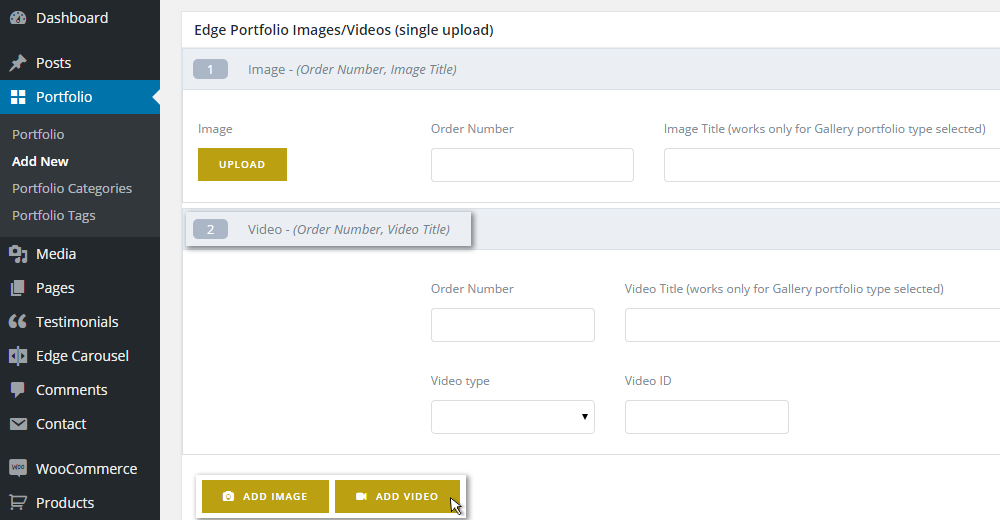 Dashboard
Posts
Portfolio
Portfolio
Add New
Portfolio Categories
Portfolio Tags
Media
Pages
Testimonials
Edge Carousel
Comments
Contact
Woo WooCommerce
Products
Edge Portfolio Images/Videos (single upload)
1 Image - (Order Number, Image Title)
Image Order Number Image Title (works only for Gallery portfolio type selected)
UPLOAD
2 Video - (Order Number, Video Title)
Order Number Video Title (works only for Gallery portfolio type selected)
Video type Video ID
ADD IMAGE ADD VIDEO